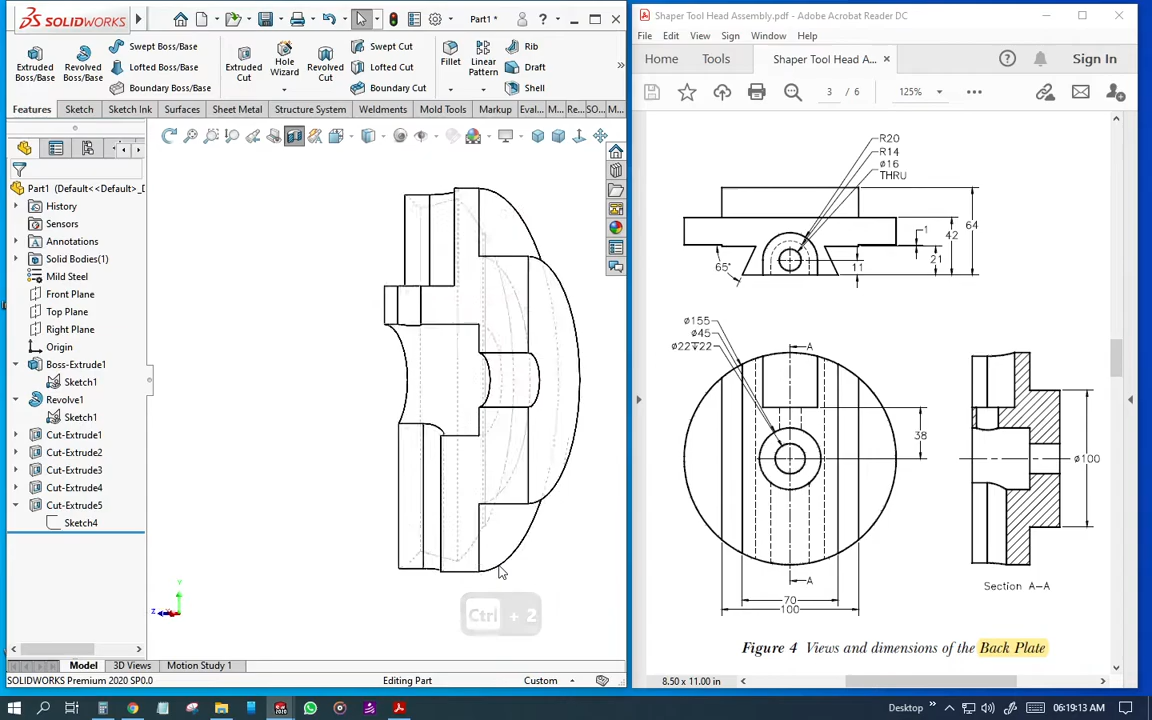 SOLIDWORKS
Part1 *
Extruded Boss/Base
Revolved Boss/Base
Swept Boss/Base
Lofted Boss/Base
Boundary Boss/Base
Extruded Cut
Hole Wizard
Revolved Cut
Swept Cut
Lofted Cut
Boundary Cut
Fillet
Linear Pattern
Rib
Draft
Shell
Features
Sketch
Sketch Ink
Surfaces
Sheet Metal
Structure System
Weldments
Mold Tools
Markup
Eval...
M...
Re...
SO...
M...
Part1 (Default<<Default>_D
History
Sensors
Annotations
Solid Bodies(1)
Mild Steel
Front Plane
Top Plane
Right Plane
Origin
Boss-Extrude1
Sketch1
Revolve1
Sketch1
Cut-Extrude1
Cut-Extrude2
Cut-Extrude3
Cut-Extrude4
Cut-Extrude5
Sketch4
Y
Z
Ctrl + 2
Model
3D Views
Motion Study 1
SOLIDWORKS Premium 2020 SP0.0
Editing Part
Custom
Shaper Tool Head Assembly.pdf - Adobe Acrobat Reader DC
File Edit View Sign Window Help
Home
Tools
Shaper Tool Head A...
Sign In
3 / 6
125%
R20
R14
⌀16
THRU
1
42
64
65°
11
21
⌀155
⌀45
⌀22↧22
A
38
⌀100
A
Section A-A
70
100
Figure 4 Views and dimensions of the Back Plate
8.50 x 11.00 in
Desktop
06:19:13 AM